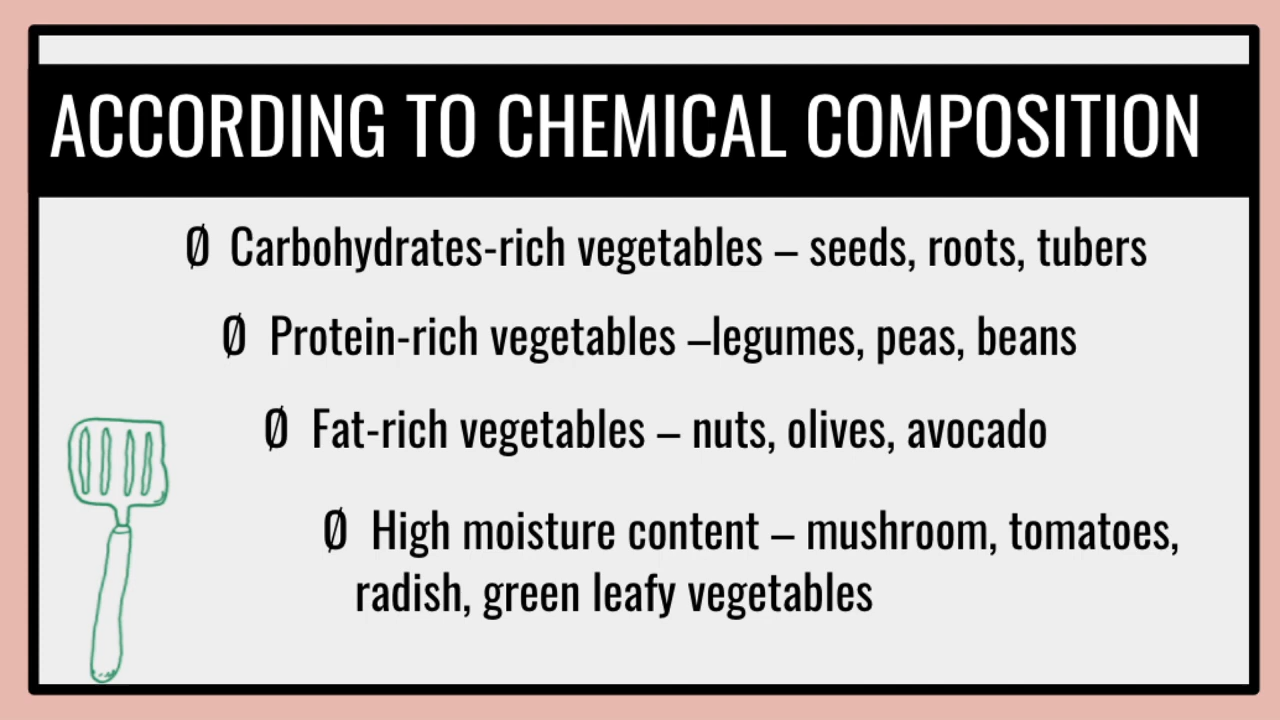 ACCORDING TO CHEMICAL COMPOSITION
Ø Carbohydrates-rich vegetables – seeds, roots, tubers
Ø Protein-rich vegetables –legumes, peas, beans
Ø Fat-rich vegetables – nuts, olives, avocado
Ø High moisture content – mushroom, tomatoes,
radish, green leafy vegetables